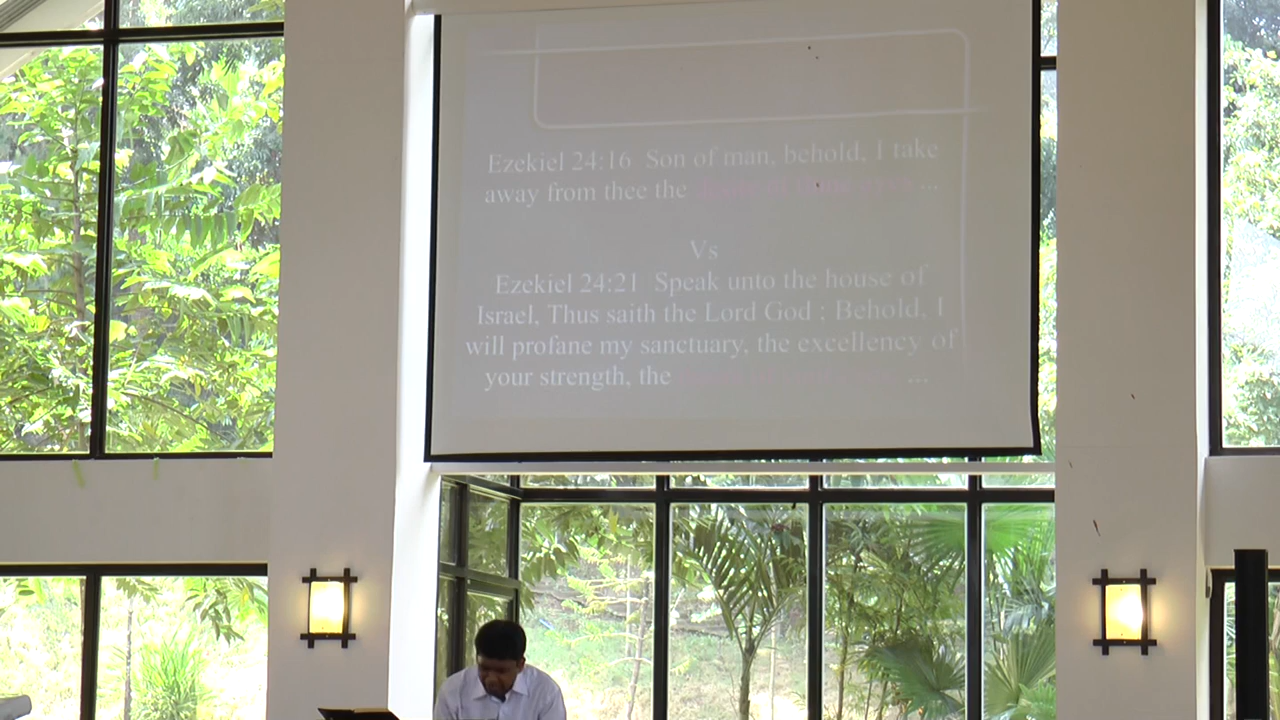 Ezekiel 24:16 Son of man, behold, I take
away from thee the ...
Vs
Ezekiel 24:21 Speak unto the house of
Israel, Thus saith the Lord God : Behold, I
will profane my sanctuary, the excellency of
your strength, the ...